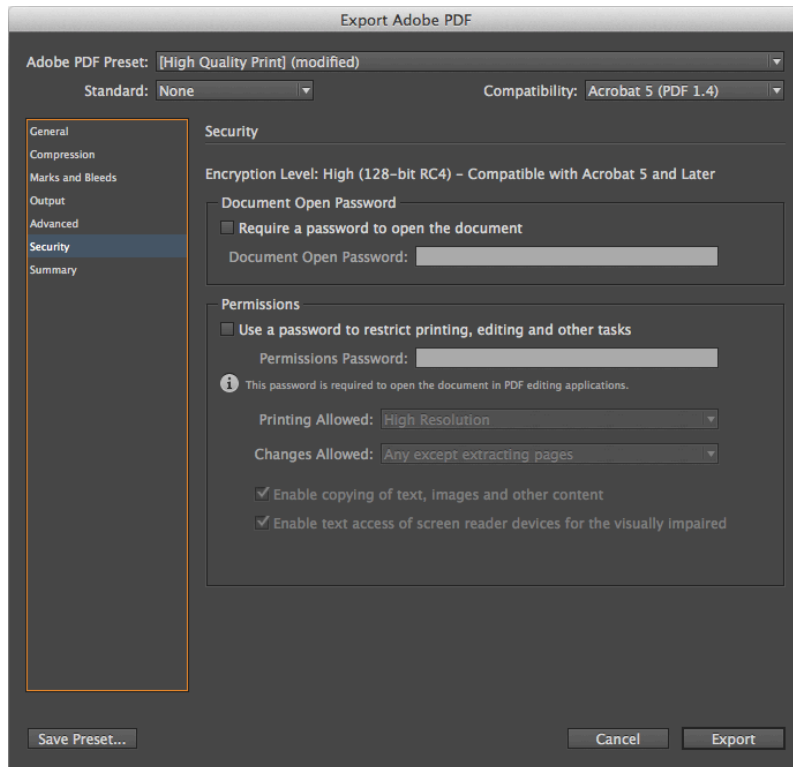 Export Adobe PDF
Adobe PDF Preset: [High Quality Print] (modified)
Standard: None Compatibility: Acrobat 5 (PDF 1.4)
General
Compression
Marks and Bleeds
Output
Advanced
Security
Summary
Security
Encryption Level: High (128-bit RC4) – Compatible with Acrobat 5 and Later
Document Open Password
Require a password to open the document
Document Open Password:
Permissions
Use a password to restrict printing, editing and other tasks
Permissions Password:
This password is required to open the document in PDF editing applications.
Printing Allowed: High Resolution
Changes Allowed: Any except extracting pages
Enable copying of text, images and other content
Enable text access of screen reader devices for the visually impaired
Save Preset... Cancel Export